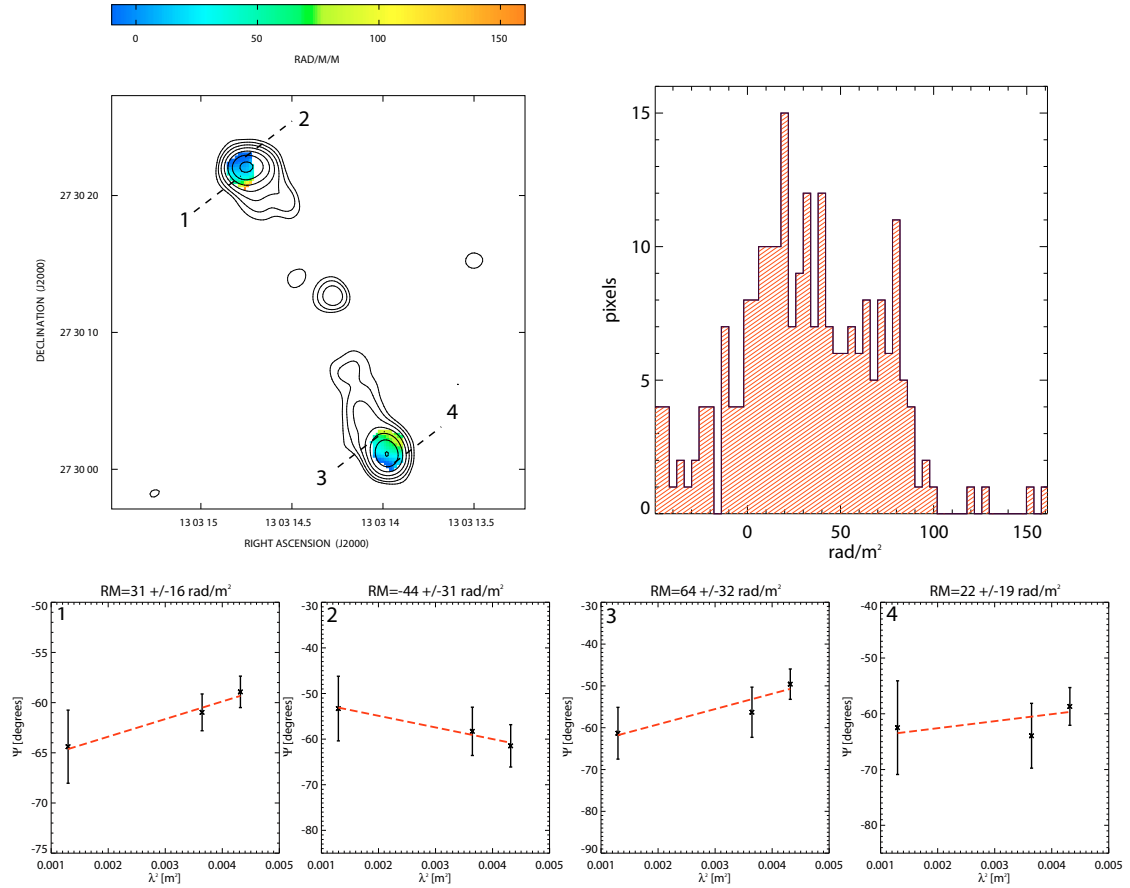 0 50 100 150
RAD/M/M
DECLINATION (J2000)
27 30 20
27 30 10
27 30 00
1
2
3
4
13 03 15 13 03 14.5 13 03 14 13 03 13.5
RIGHT ASCENSION (J2000)
pixels
15
10
5
0
0 50 100 150
rad/m²
RM=31 +/-16 rad/m²
1
Ψ [degrees]
-50
-55
-60
-65
-70
-75
0.001 0.002 0.003 0.004 0.005
λ² [m²]
RM=-44 +/-31 rad/m²
2
-30
-40
-50
-60
-70
-80
0.001 0.002 0.003 0.004 0.005
λ² [m²]
RM=64 +/-32 rad/m²
3
Ψ [degrees]
-30
-40
-50
-60
-70
-80
-90
0.001 0.002 0.003 0.004 0.005
λ² [m²]
RM=22 +/-19 rad/m²
4
Ψ [degrees]
-40
-50
-60
-70
-80
0.001 0.002 0.003 0.004 0.005
λ² [m²]